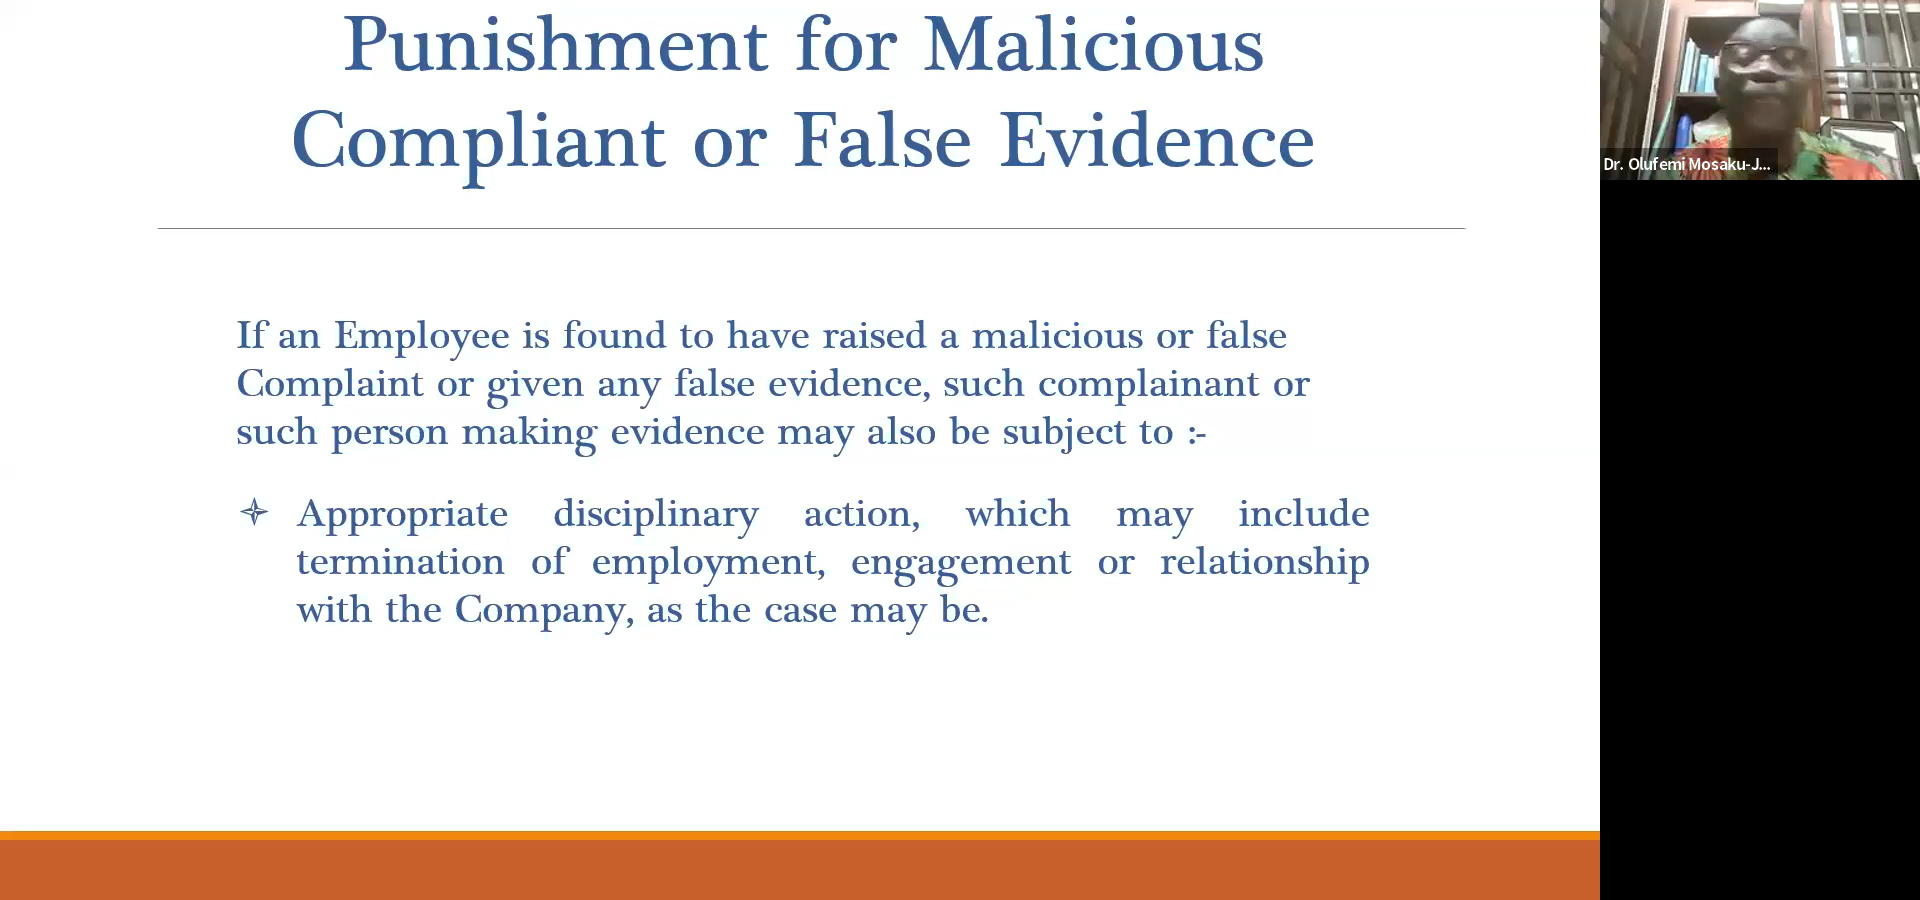 Punishment for Malicious
Compliant or False Evidence
If an Employee is found to have raised a malicious or false
Complaint or given any false evidence, such complainant or
such person making evidence may also be subject to :-
Appropriate disciplinary action, which may include
termination of employment, engagement or relationship
with the Company, as the case may be.
Dr. Olufemi Mosaku-J...